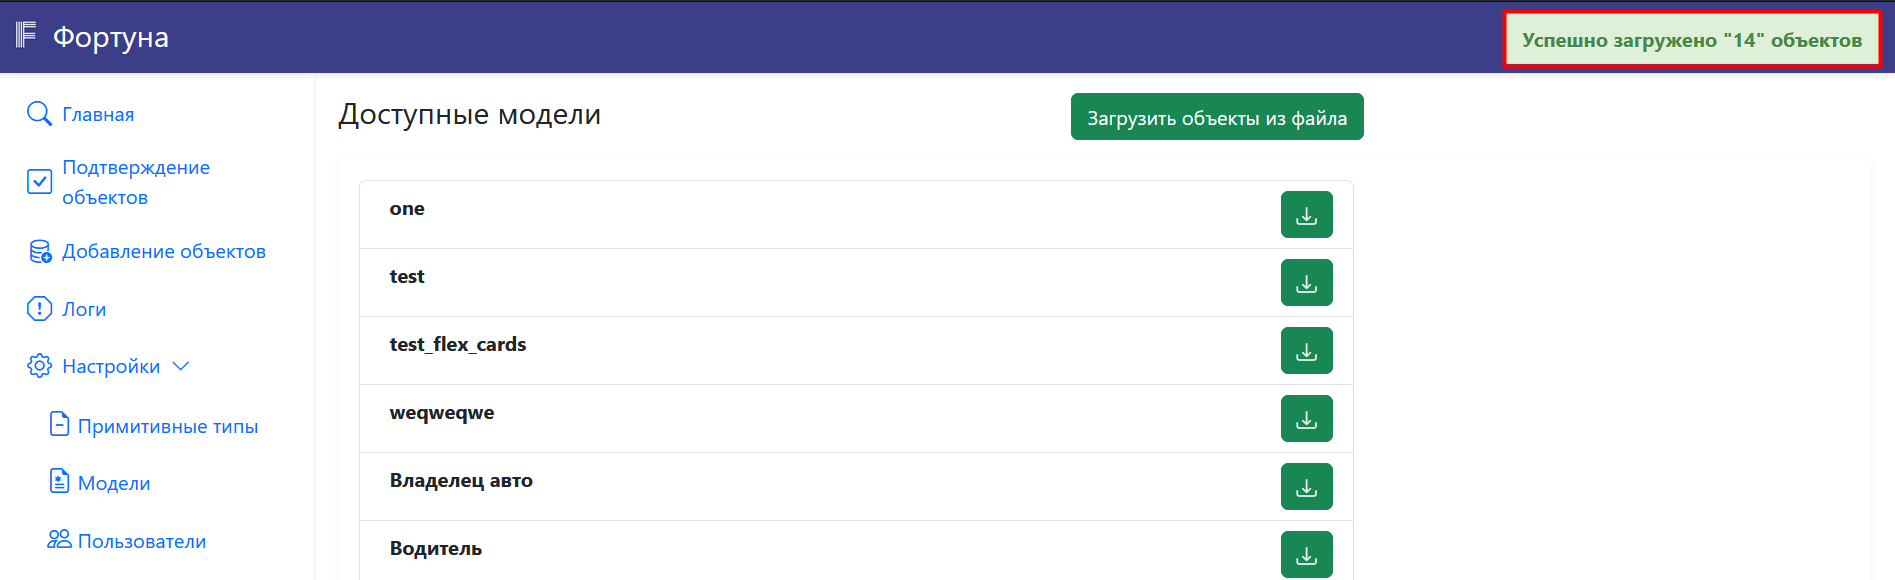 Фортуна
Успешно загружено "14" объектов
Главная
Подтверждение
объектов
Добавление объектов
Логи
Настройки
Примитивные типы
Модели
Пользователи
Доступные модели
Загрузить объекты из файла
one
test
test_flex_cards
weqweqwe
Владелец авто
Водитель